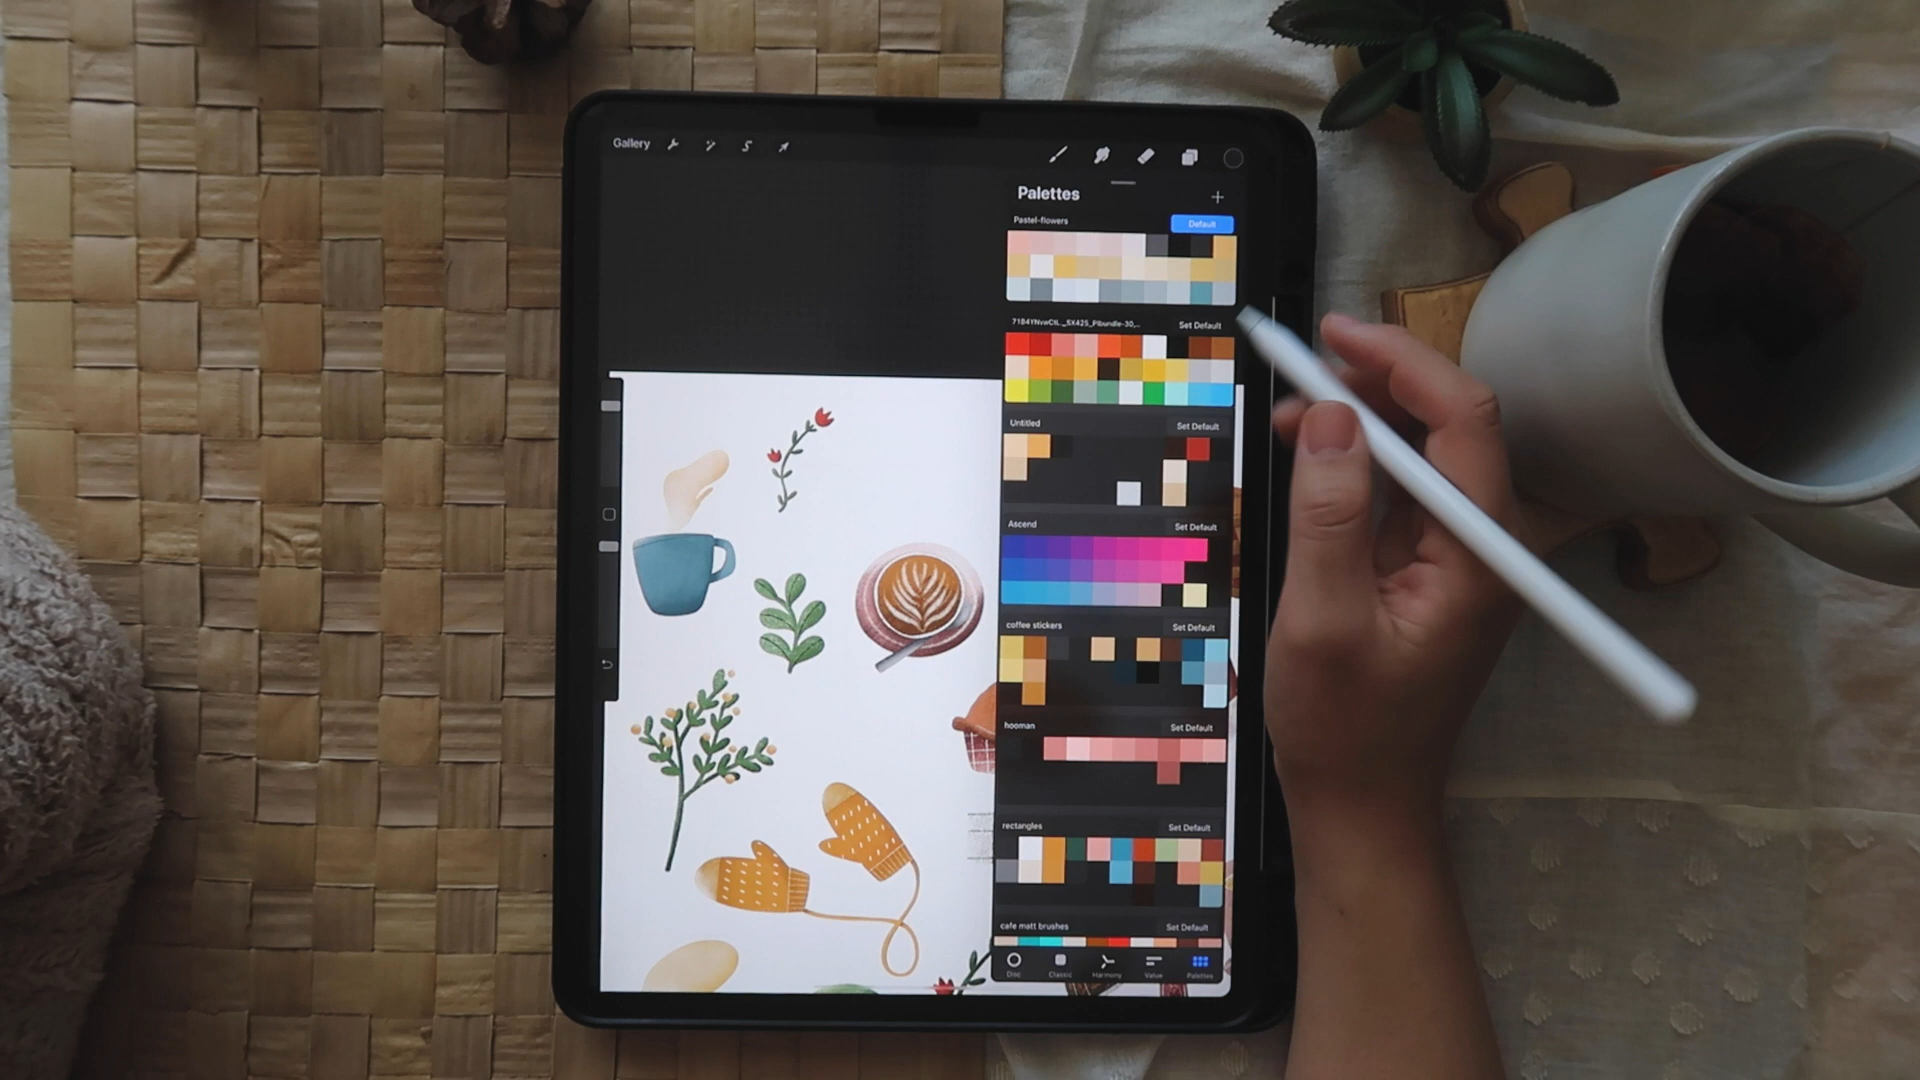 Gallery
Palettes
Pastel-flowers
Default
Set Default
Untitled
Set Default
Ascend
Set Default
coffee stickers
Set Default
hooman
Set Default
rectangles
Set Default
cafe matt brushes
Set Default
Disc
Classic
Harmony
Value
Palettes